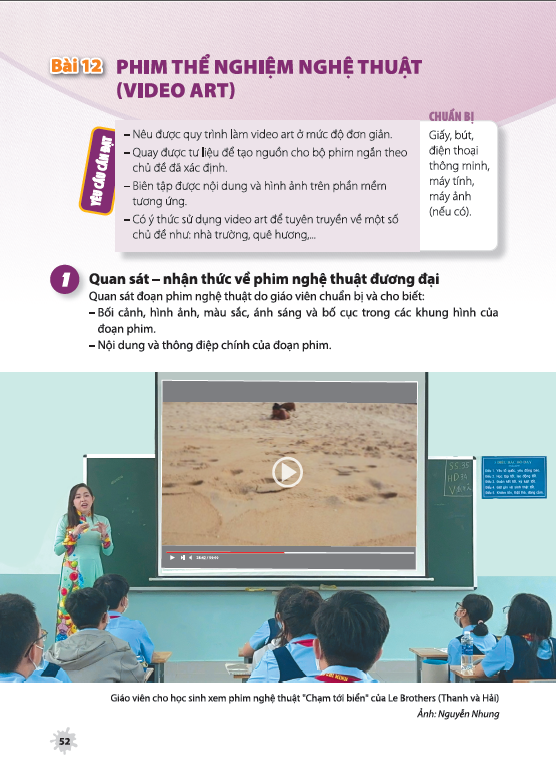 Bài 12
PHIM THỂ NGHIỆM NGHỆ THUẬT
(VIDEO ART)
YÊU CẦU CẦN ĐẠT
– Nêu được quy trình làm video art ở mức độ đơn giản.
– Quay được tư liệu để tạo nguồn cho bộ phim ngắn theo
chủ đề đã xác định.
– Biên tập được nội dung và hình ảnh trên phần mềm
tương ứng.
– Có ý thức sử dụng video art để tuyên truyền về một số
chủ đề như: nhà trường, quê hương,...
CHUẨN BỊ
Giấy, bút,
điện thoại
thông minh,
máy tính,
máy ảnh
(nếu có).
1 Quan sát – nhận thức về phim nghệ thuật đương đại
Quan sát đoạn phim nghệ thuật do giáo viên chuẩn bị và cho biết:
– Bối cảnh, hình ảnh, màu sắc, ánh sáng và bố cục trong các khung hình của
đoạn phim.
– Nội dung và thông điệp chính của đoạn phim.
Giáo viên cho học sinh xem phim nghệ thuật "Chạm tới biển" của Le Brothers (Thanh và Hải)
Ảnh: Nguyễn Nhung
52